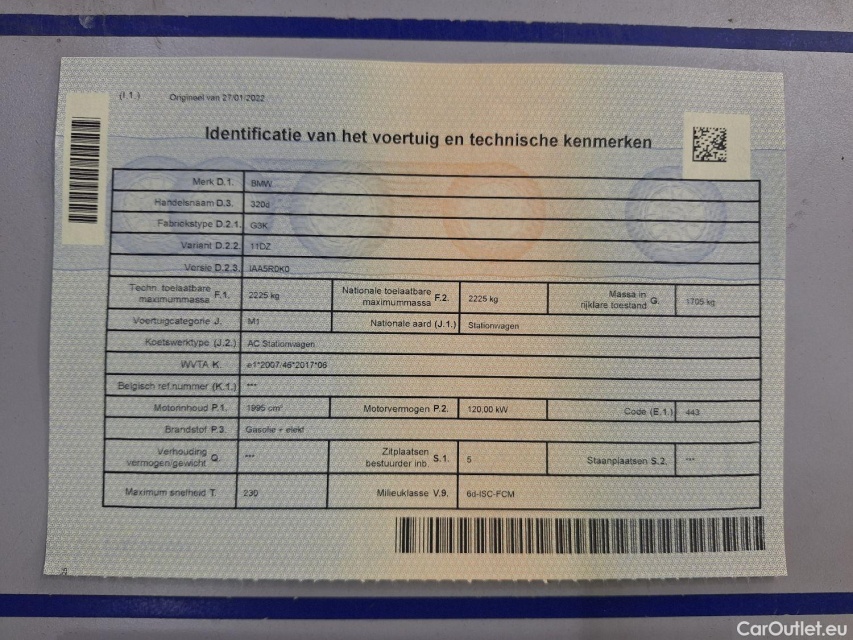 (I.1.) Origineel van 27/01/2022
Identificatie van het voertuig en technische kenmerken
Merk D.1. BMW
Handelsnaam D.3. 320d
Fabriekstype D.2.1. G3K
Variant D.2.2. 11DZ
Versie D.2.3. IAA5R0K0
Techn. toelaatbare maximummassa F.1. 2225 kg Nationale toelaatbare maximummassa F.2. 2225 kg Massa in rijklare toestand G. 1705 kg
Voertuigcategorie J. M1 Nationale aard (J.1.) Stationwagen
Koetswerktype (J.2.) AC Stationwagen
WVTA K. e1*2007/46*2017*06
Belgisch ref.nummer (K.1.) ***
Motorinhoud P.1. 1995 cm³ Motorvermogen P.2. 120.00 kW Code (E.1.) 443
Brandstof P.3. Gasolie + elekt
Verhouding vermogen/gewicht Q. *** Zitplaatsen bestuurder inb. S.1. 5 Staanplaatsen S.2. ***
Maximum snelheid T. 230 Milieuklasse V.9. 6d-ISC-FCM
CarOutlet.eu